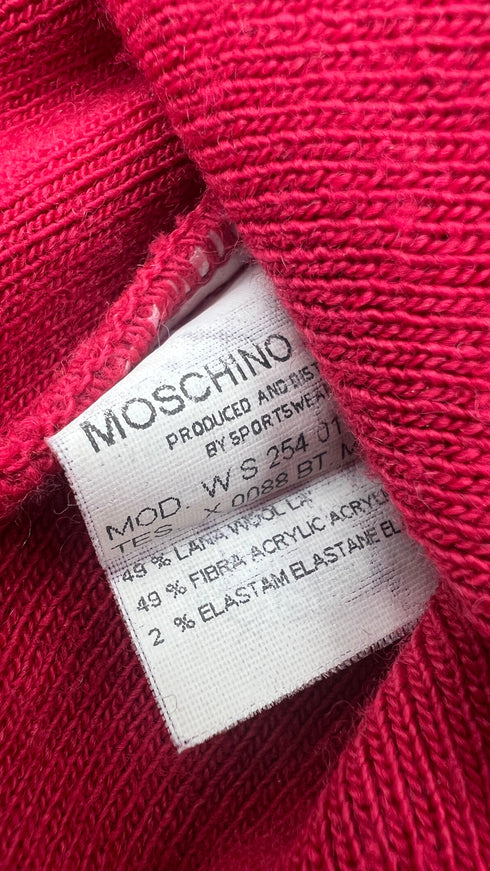 MOSCHINO
PRODUCED AND DIST
BY SPORTSWEA
MOD. W S 254 01
TES. X 0088 BT M
49 % LANA WOOL LA
49 % FIBRA ACRYLIC ACRYL
2 % ELASTAM ELASTANE EL